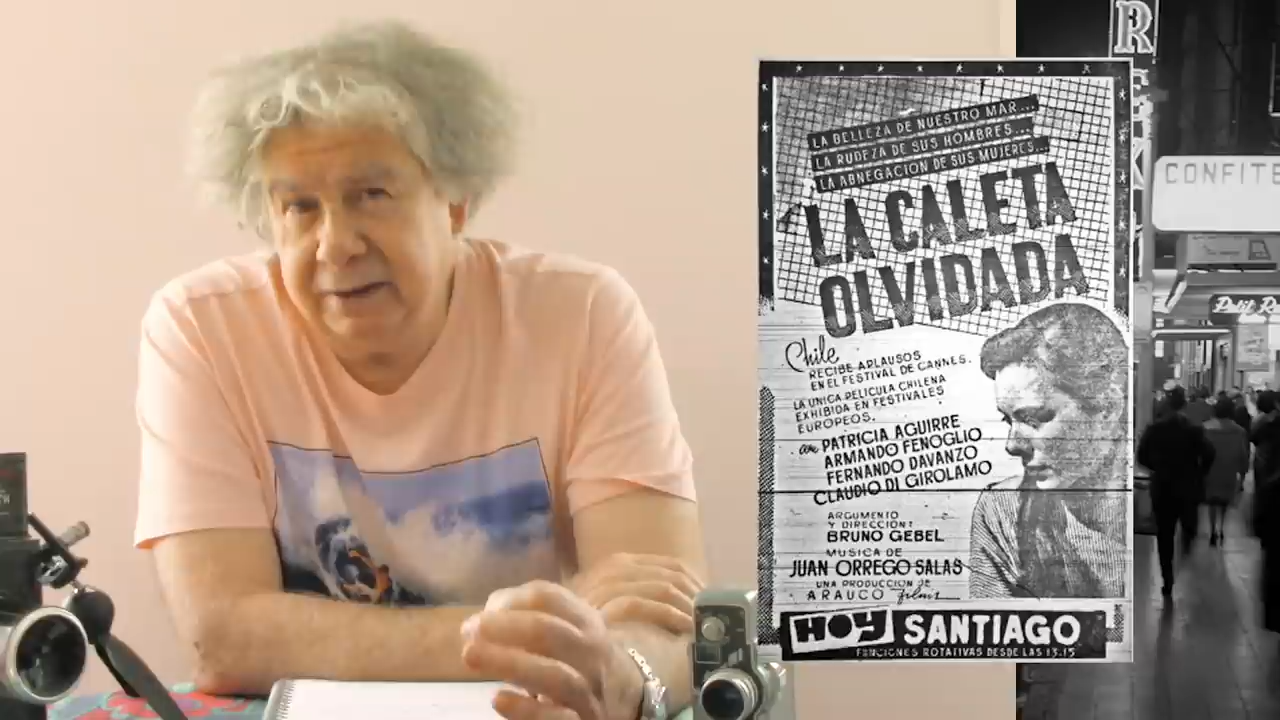 LA BELLEZA DE NUESTRO MAR...
LA RUDEZA DE SUS HOMBRES...
LA ABNEGACION DE SUS MUJERES...
LA CALETA
OLVIDADA
Chile
RECIBE APLAUSOS
EN EL FESTIVAL DE CANNES.
LA UNICA PELICULA CHILENA
EXHIBIDA EN FESTIVALES
EUROPEOS.
con PATRICIA AGUIRRE
ARMANDO FENOGLIO
FERNANDO DAVANZO
CLAUDIO DI GIROLAMO
ARGUMENTO
Y DIRECCION:
BRUNO GEBEL
MUSICA DE
JUAN ORREGO SALAS
UNA PRODUCCION DE
ARAUCO films
HOY SANTIAGO
FUNCIONES ROTATIVAS DESDE LAS 13.15
R
CONFITE
Petit R